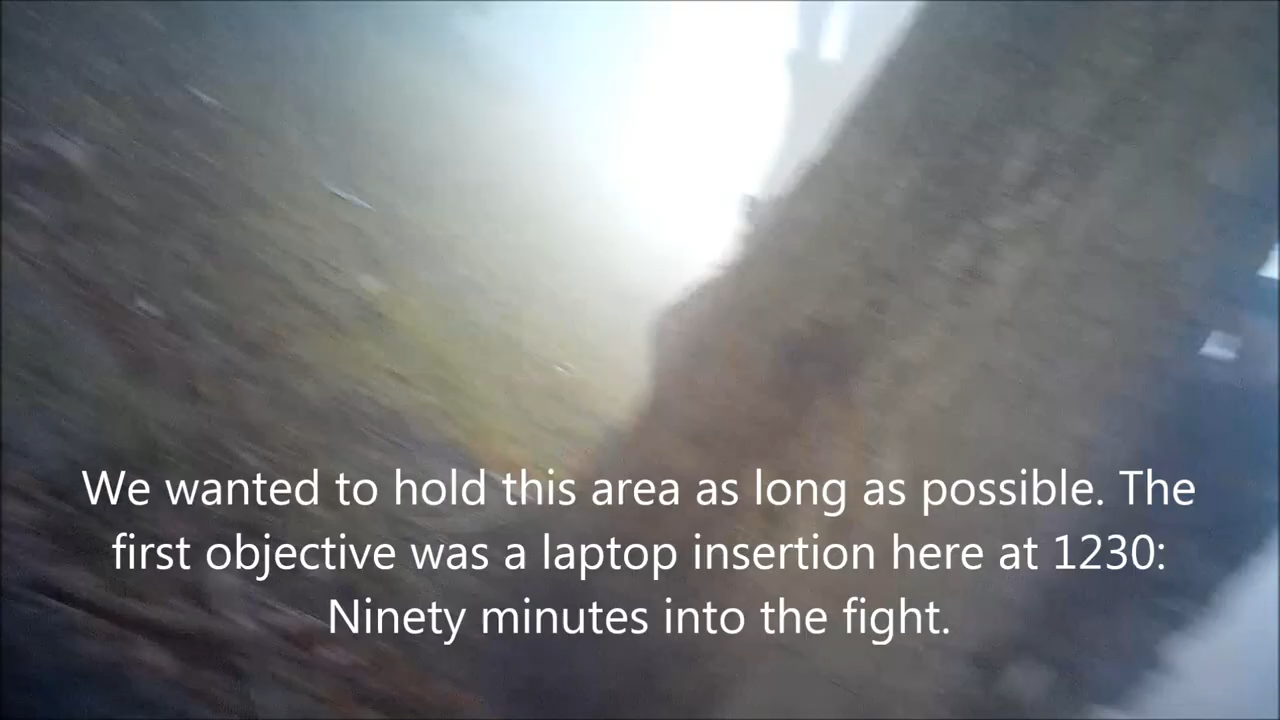 We wanted to hold this area as long as possible. The
first objective was a laptop insertion here at 1230:
Ninety minutes into the fight.